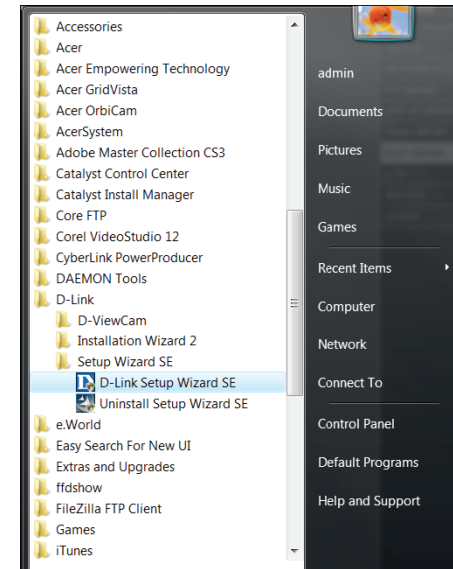 Accessories
Acer
Acer Empowering Technology
Acer GridVista
Acer OrbiCam
AcerSystem
Adobe Master Collection CS3
Catalyst Control Center
Catalyst Install Manager
Core FTP
Corel VideoStudio 12
CyberLink PowerProducer
DAEMON Tools
D-Link
D-ViewCam
Installation Wizard 2
Setup Wizard SE
D-Link Setup Wizard SE
Uninstall Setup Wizard SE
e.World
Easy Search For New UI
Extras and Upgrades
ffdshow
FileZilla FTP Client
Games
iTunes
admin
Documents
Pictures
Music
Games
Recent Items
Computer
Network
Connect To
Control Panel
Default Programs
Help and Support